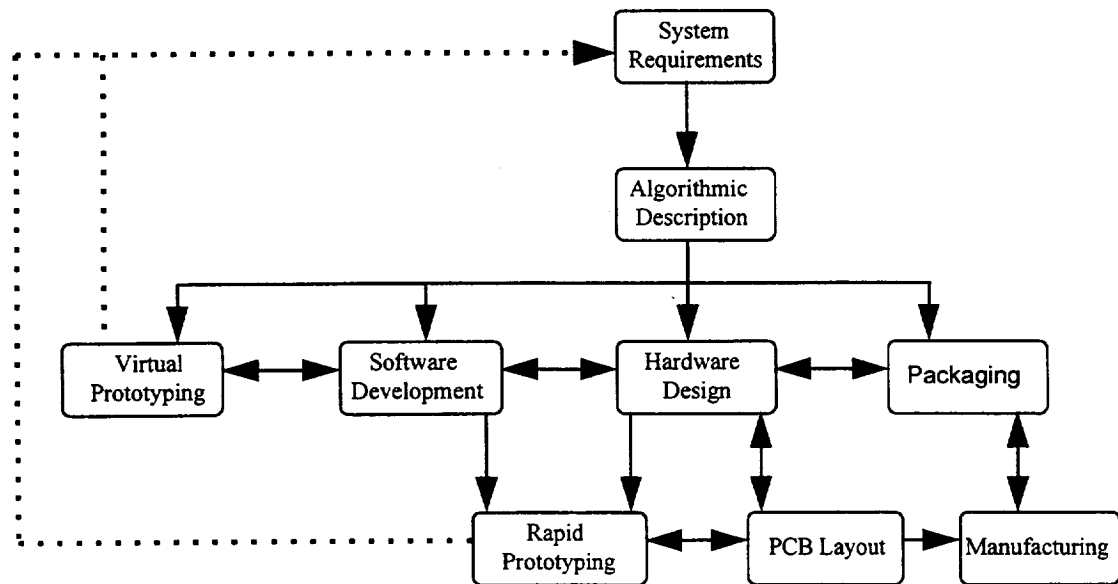 System
Requirements
Algorithmic
Description
Virtual
Prototyping
Software
Development
Hardware
Design
Packaging
Rapid
Prototyping
PCB Layout
Manufacturing